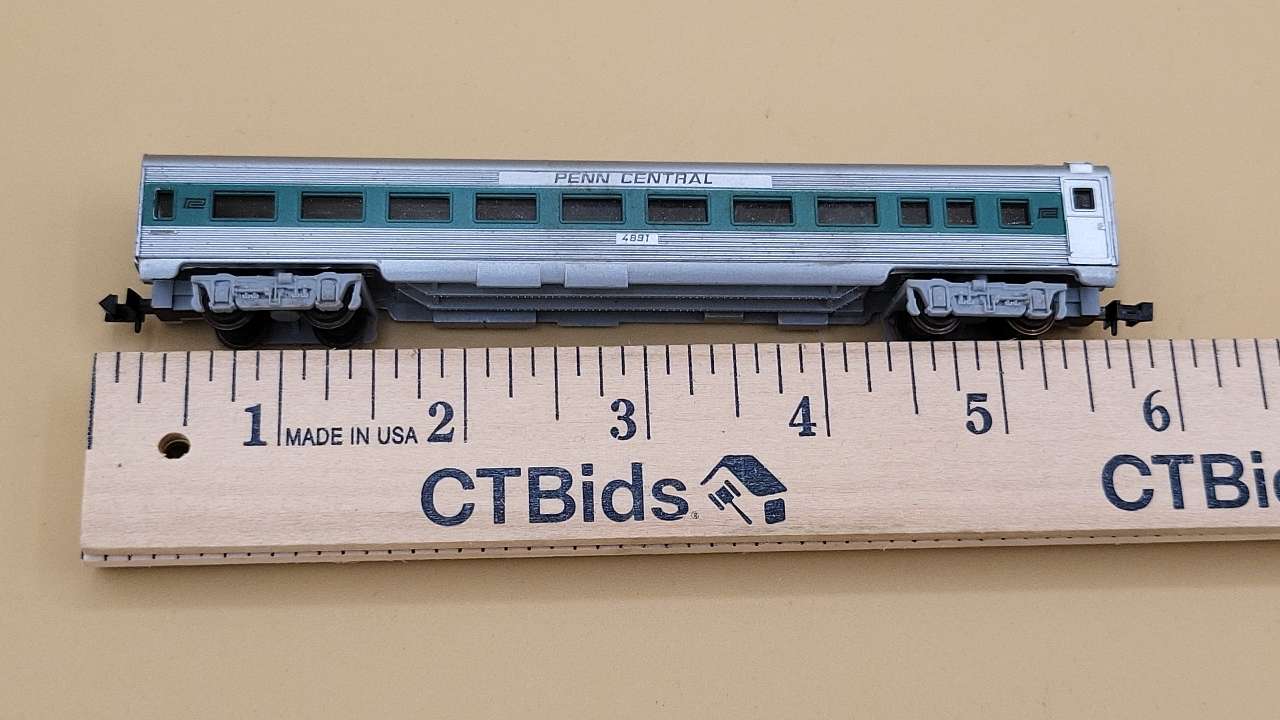 PENN CENTRAL
4891
1 2 3 4 5 6
MADE IN USA
CTBids
CTBi